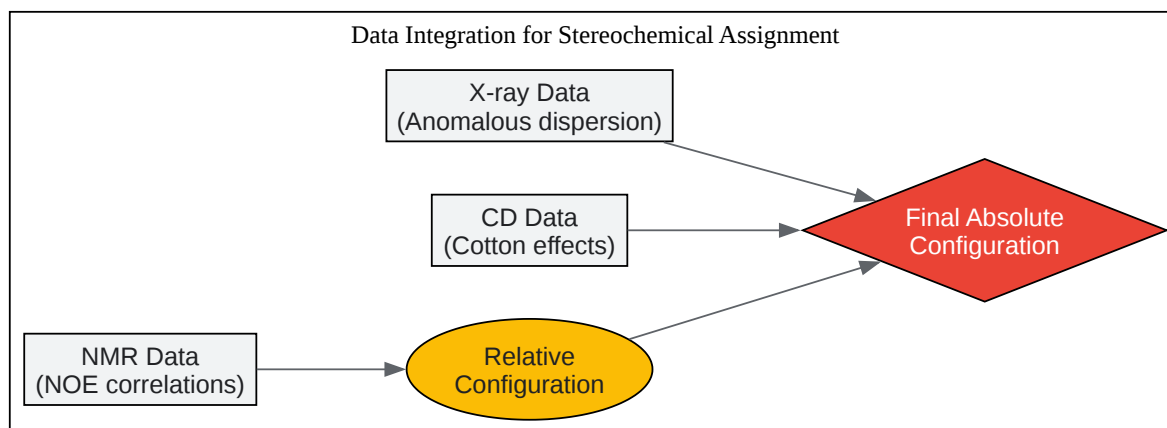 Data Integration for Stereochemical Assignment
X-ray Data
(Anomalous dispersion)
CD Data
(Cotton effects)
Final Absolute
Configuration
NMR Data
(NOE correlations)
Relative
Configuration